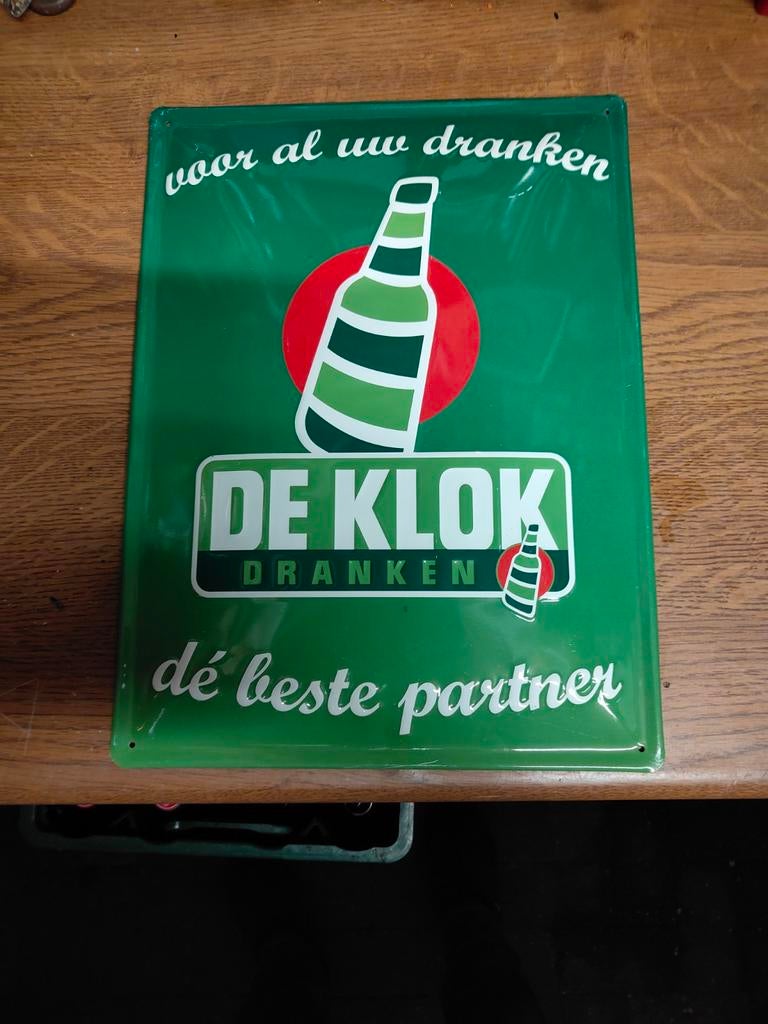 voor al uw dranken
DE KLOK
DRANKEN
dé beste partner